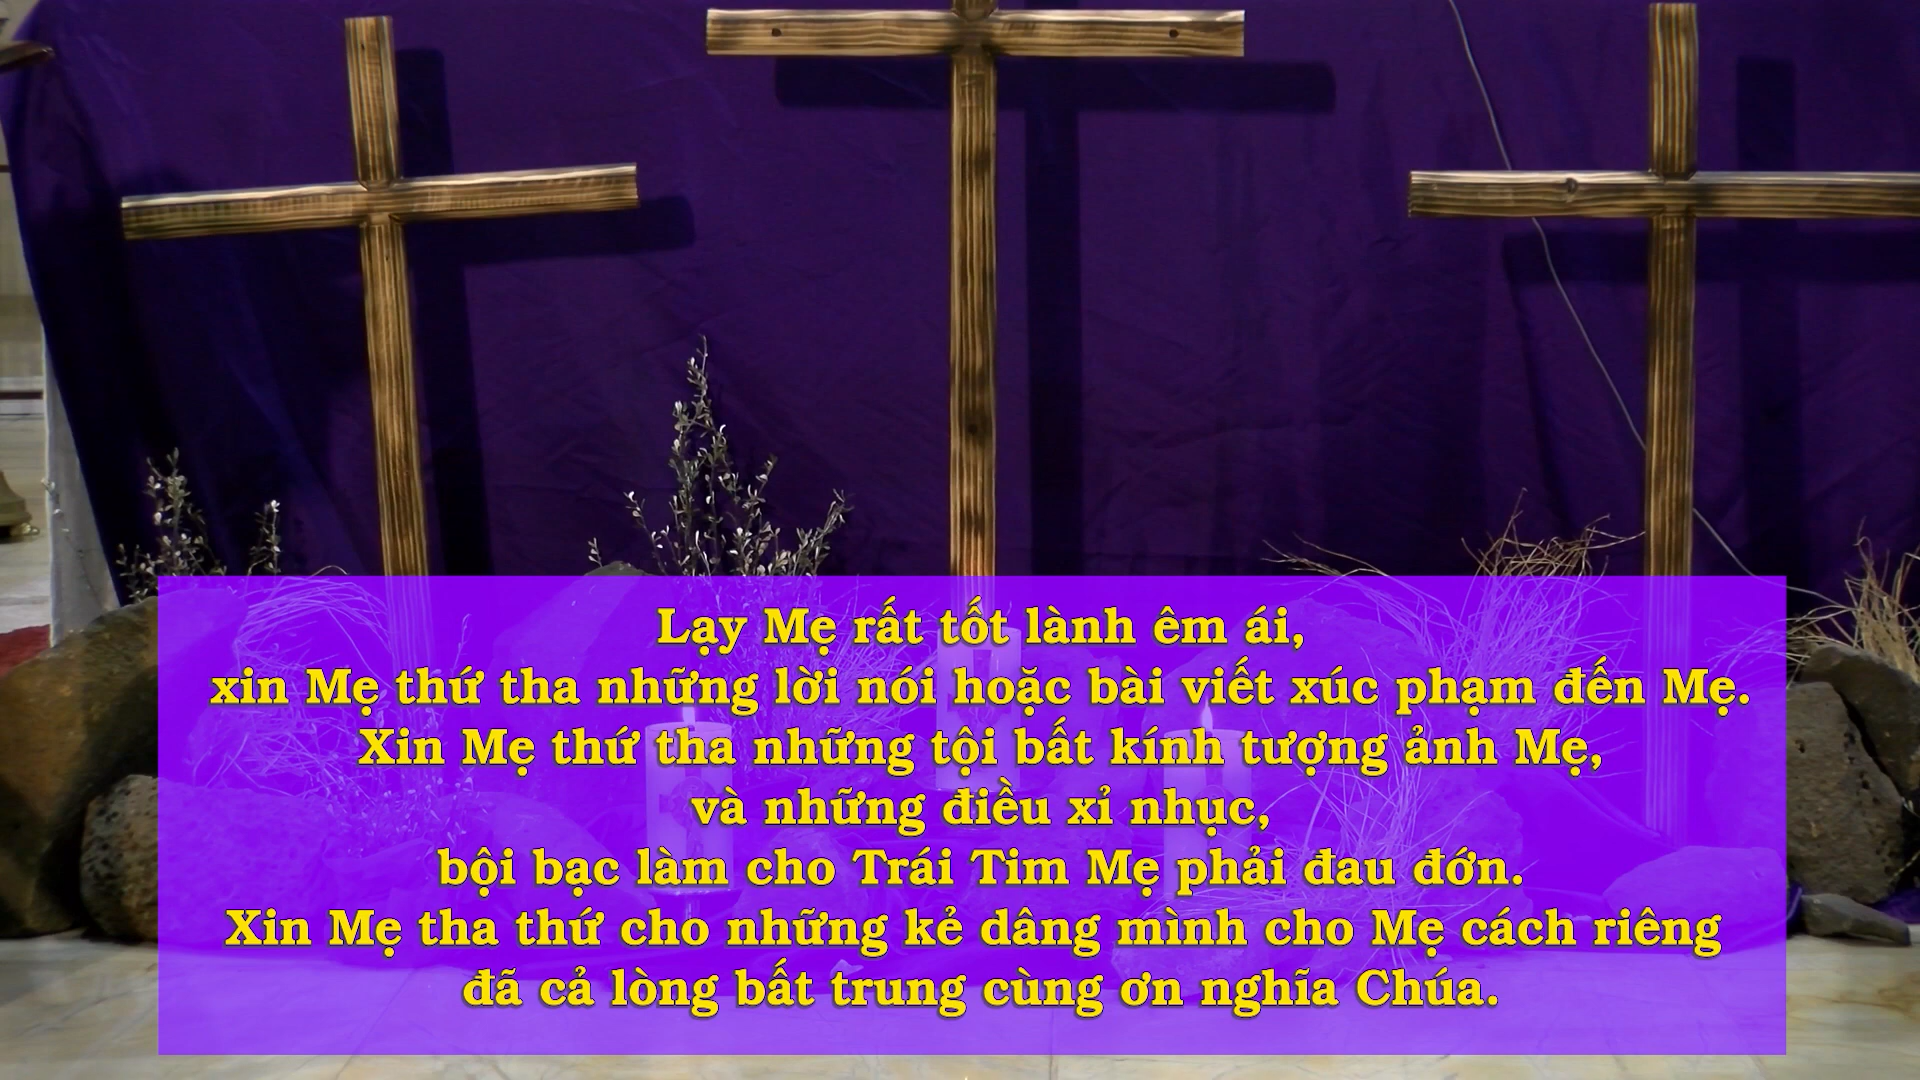 Lạy Mẹ rất tốt lành êm ái,
xin Mẹ thứ tha những lời nói hoặc bài viết xúc phạm đến Mẹ.
Xin Mẹ thứ tha những tội bất kính tượng ảnh Mẹ,
và những điều xỉ nhục,
bội bạc làm cho Trái Tim Mẹ phải đau đớn.
Xin Mẹ tha thứ cho những kẻ dâng mình cho Mẹ cách riêng
đã cả lòng bất trung cùng ơn nghĩa Chúa.